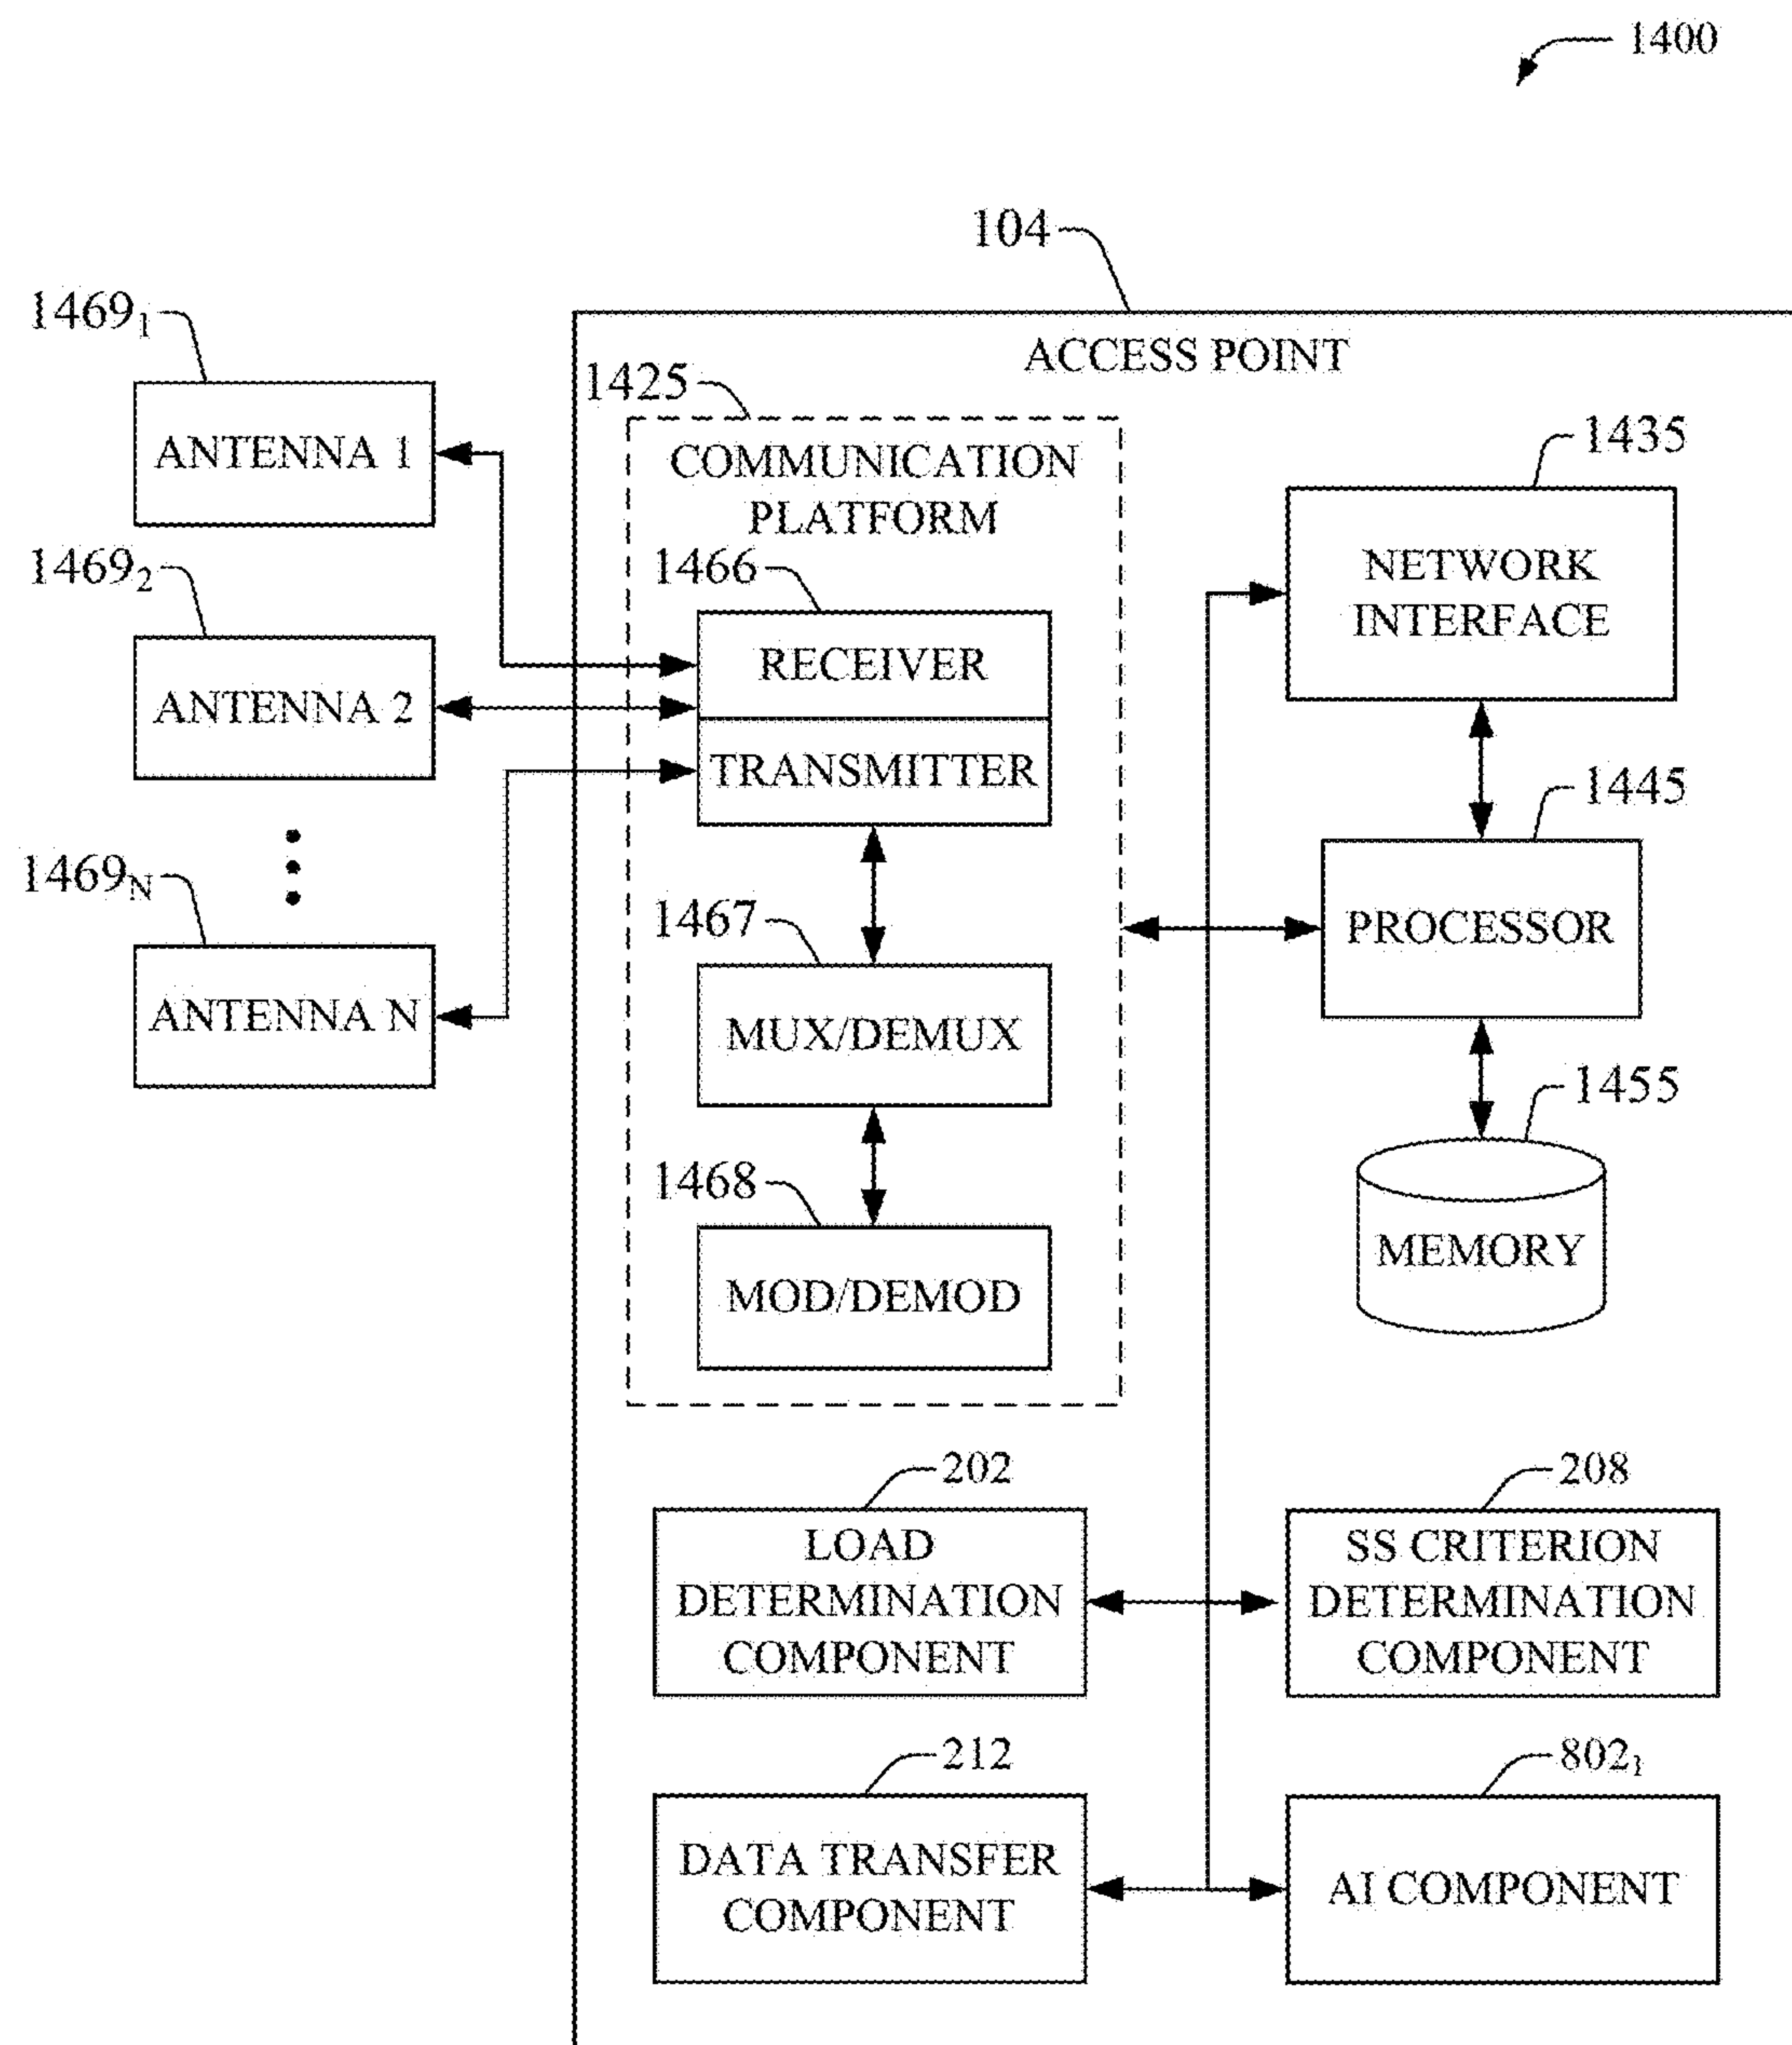 1400
104
ACCESS POINT
1469₁
ANTENNA 1
1469₂
ANTENNA 2
1469N
ANTENNA N
1425
COMMUNICATION
PLATFORM
1466
RECEIVER
TRANSMITTER
1467
MUX/DEMUX
1468
MOD/DEMOD
1435
NETWORK
INTERFACE
1445
PROCESSOR
1455
MEMORY
202
LOAD
DETERMINATION
COMPONENT
208
SS CRITERION
DETERMINATION
COMPONENT
212
DATA TRANSFER
COMPONENT
802₁
AI COMPONENT